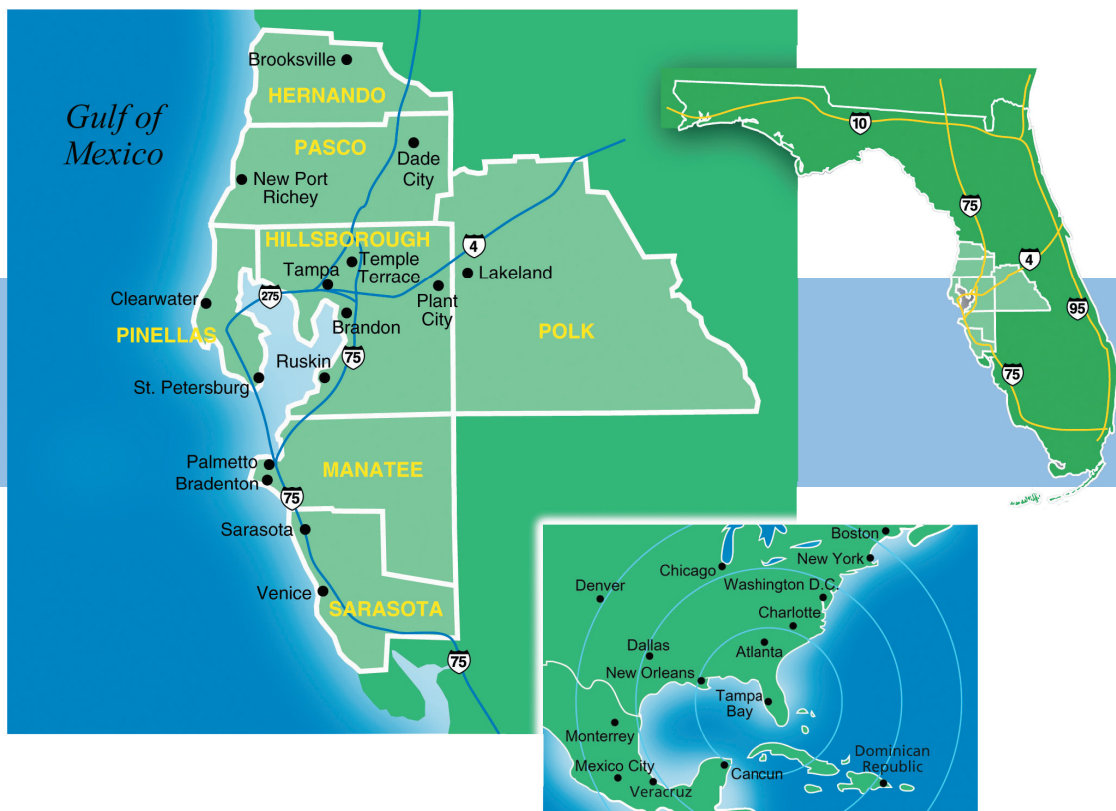 Brooksville
HERNANDO
Gulf of
Mexico
PASCO
Dade
City
New Port
Richey
HILLSBOROUGH
4
Temple
Terrace
Tampa
Lakeland
Plant
City
275
Clearwater
Brandon
PINELLAS
POLK
75
Ruskin
St. Petersburg
Palmetto
MANATEE
Bradenton
75
Sarasota
Venice
SARASOTA
75
10
75
4
95
75
Boston
New York
Chicago
Washington D.C.
Denver
Charlotte
Dallas
Atlanta
New Orleans
Tampa
Bay
Monterrey
Dominican
Republic
Mexico City
Cancun
Veracruz